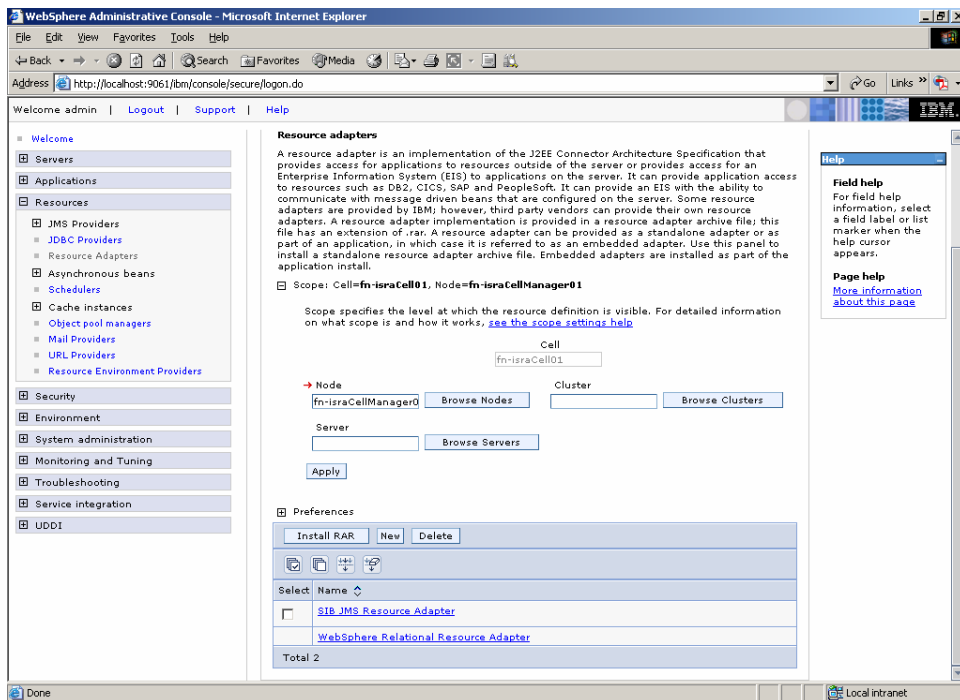 WebSphere Administrative Console - Microsoft Internet Explorer
File Edit View Favorites Tools Help
Back Search Favorites Media
Address http://localhost:9061/ibm/console/secure/logon.do Go Links »
Welcome admin | Logout | Support | Help
IBM.
Welcome
Servers
Applications
Resources
JMS Providers
JDBC Providers
Resource Adapters
Asynchronous beans
Schedulers
Cache instances
Object pool managers
Mail Providers
URL Providers
Resource Environment Providers
Security
Environment
System administration
Monitoring and Tuning
Troubleshooting
Service integration
UDDI
Resource adapters
A resource adapter is an implementation of the J2EE Connector Architecture Specification that
provides access for applications to resources outside of the server or provides access for an
Enterprise Information System (EIS) to applications on the server. It can provide application access
to resources such as DB2, CICS, SAP and PeopleSoft. It can provide an EIS with the ability to
communicate with message driven beans that are configured on the server. Some resource
adapters are provided by IBM; however, third party vendors can provide their own resource
adapters. A resource adapter implementation is provided in a resource adapter archive file; this
file has an extension of .rar. A resource adapter can be provided as a standalone adapter or as
part of an application, in which case it is referred to as an embedded adapter. Use this panel to
install a standalone resource adapter archive file. Embedded adapters are installed as part of the
application install.
Scope: Cell=fn-israCell01, Node=fn-israCellManager01
Scope specifies the level at which the resource definition is visible. For detailed information
on what scope is and how it works, see the scope settings help
Cell
fn-israCell01
Node
Cluster
fn-israCellManager0
Browse Nodes
Browse Clusters
Server
Browse Servers
Apply
Preferences
Install RAR New Delete
Select Name
SIB JMS Resource Adapter
WebSphere Relational Resource Adapter
Total 2
Help
Field help
For field help
information, select
a field label or list
marker when the
help cursor
appears.
Page help
More information
about this page
Done
Local intranet